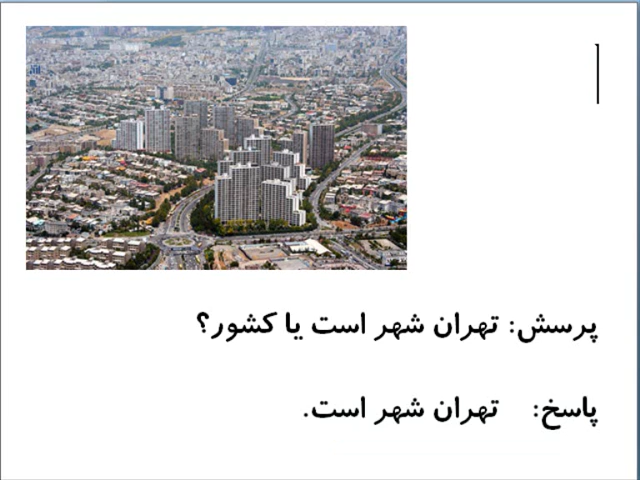 پرسش: تهران شهر است یا کشور؟
پاسخ: تهران شهر است.